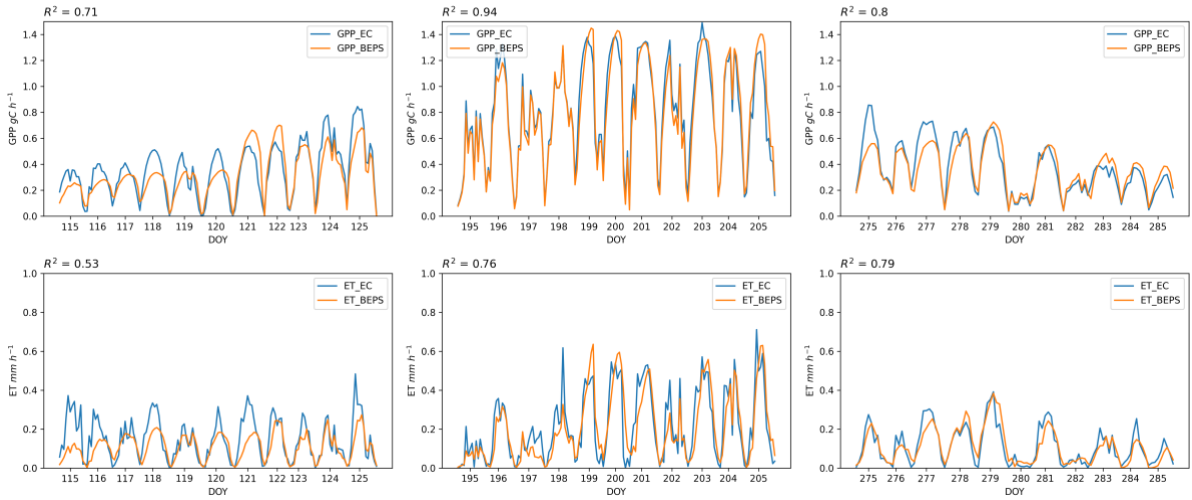 R² = 0.71
GPP gC h⁻¹
1.4
1.2
1.0
0.8
0.6
0.4
0.2
0.0
GPP_EC
GPP_BEPS
115 116 117 118 119 120 121 122 123 124 125
DOY
R² = 0.94
GPP gC h⁻¹
1.4
1.2
1.0
0.8
0.6
0.4
0.2
0.0
GPP_EC
GPP_BEPS
195 196 197 198 199 200 201 202 203 204 205
DOY
R² = 0.8
GPP gC h⁻¹
1.4
1.2
1.0
0.8
0.6
0.4
0.2
0.0
GPP_EC
GPP_BEPS
275 276 277 278 279 280 281 282 283 284 285
DOY
R² = 0.53
ET mm h⁻¹
1.0
0.8
0.6
0.4
0.2
0.0
ET_EC
ET_BEPS
115 116 117 118 119 120 121 122 123 124 125
DOY
R² = 0.76
ET mm h⁻¹
1.0
0.8
0.6
0.4
0.2
0.0
ET_EC
ET_BEPS
195 196 197 198 199 200 201 202 203 204 205
DOY
R² = 0.79
ET mm h⁻¹
1.0
0.8
0.6
0.4
0.2
0.0
ET_EC
ET_BEPS
275 276 277 278 279 280 281 282 283 284 285
DOY